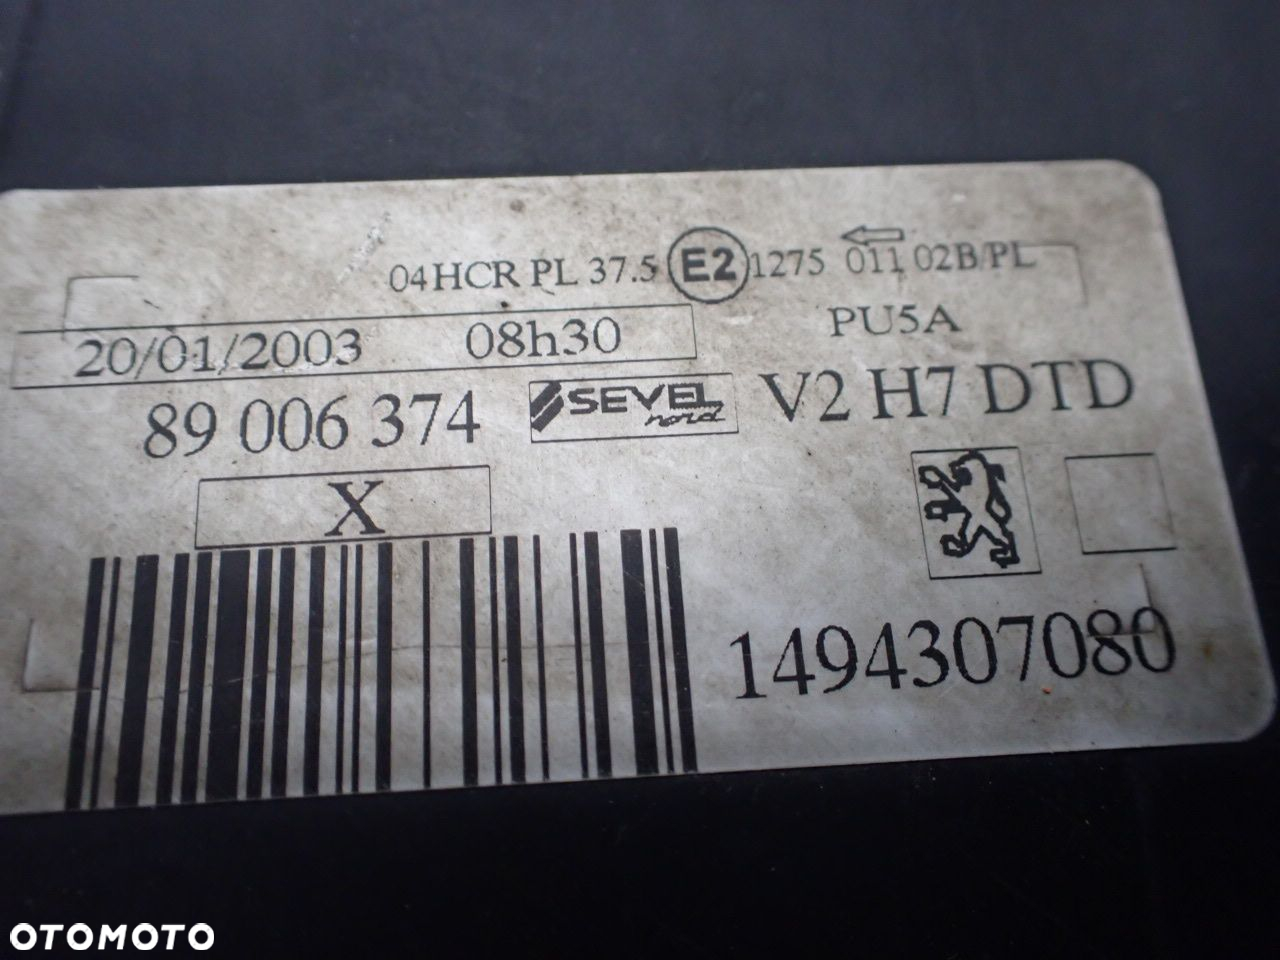 04HCR PL 37.5 E2 1275 011 02B/PL
20/01/2003 08h30 PU5A
89 006 374 SEVEL nord V2 H7 DTD
X
1494307080
OTOMOTO